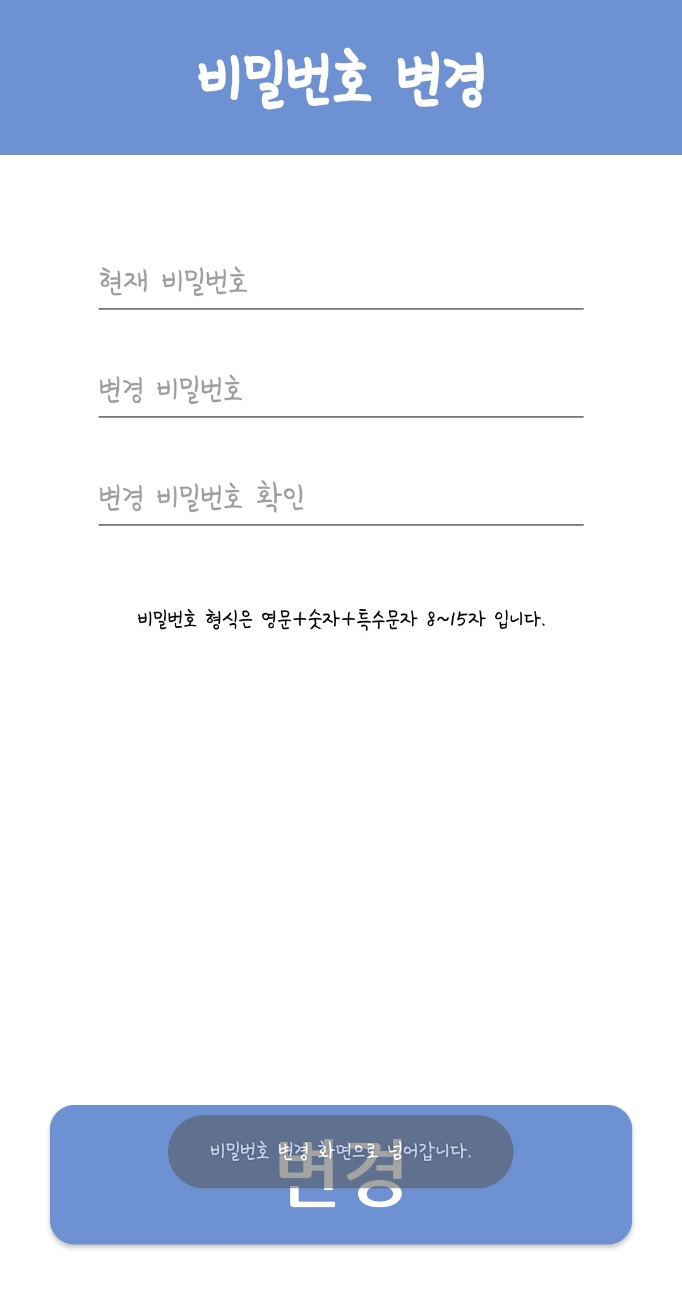 비밀번호 변경
현재 비밀번호
변경 비밀번호
변경 비밀번호 확인
비밀번호 형식은 영문+숫자+특수문자 8~15자 입니다.
비밀번호 변경 화면으로 넘어갑니다.
변경